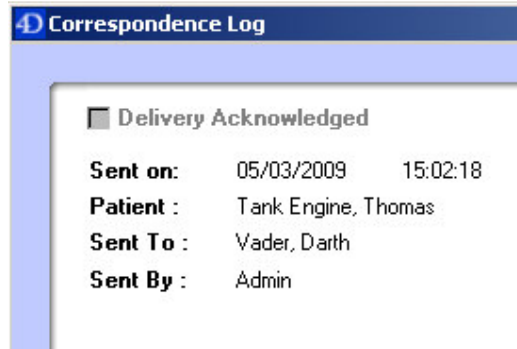 4D Correspondence Log
Delivery Acknowledged
Sent on: 05/03/2009 15:02:18
Patient : Tank Engine, Thomas
Sent To : Vader, Darth
Sent By : Admin